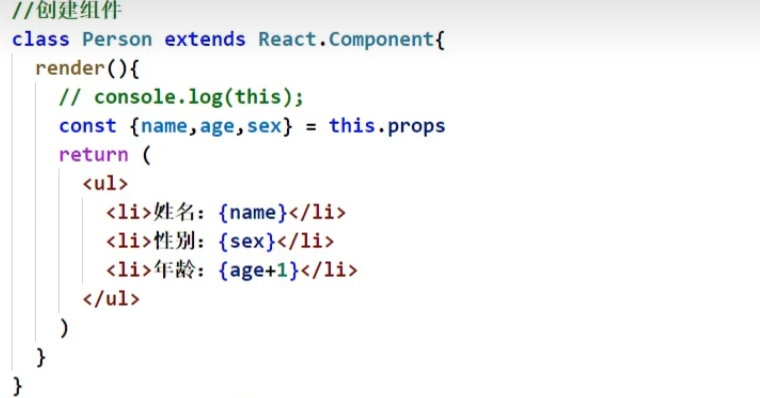 //创建组件
class Person extends React.Component{
render(){
// console.log(this);
const {name,age,sex} = this.props
return (
<ul>
<li>姓名：{name}</li>
<li>性别：{sex}</li>
<li>年龄：{age+1}</li>
</ul>
)
}
}